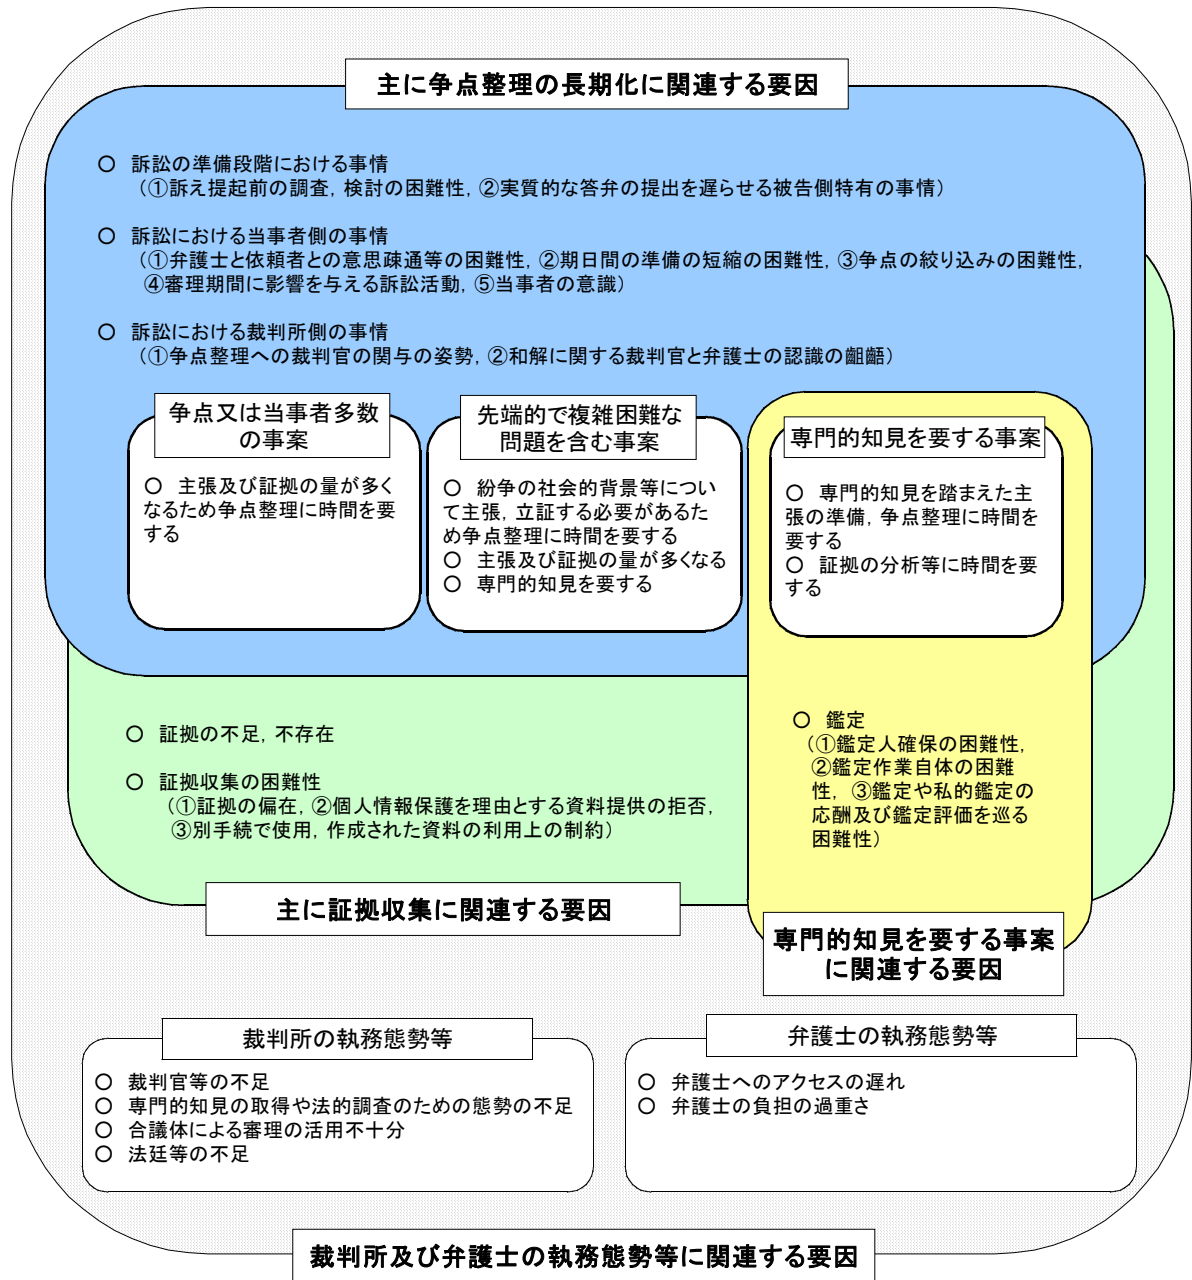 主に争点整理の長期化に関連する要因
○ 訴訟の準備段階における事情
（①訴え提起前の調査，検討の困難性，②実質的な答弁の提出を遅らせる被告側特有の事情）
○ 訴訟における当事者側の事情
（①弁護士と依頼者との意思疎通等の困難性，②期日間の準備の短縮の困難性，③争点の絞り込みの困難性，
④審理期間に影響を与える訴訟活動，⑤当事者の意識）
○ 訴訟における裁判所側の事情
（①争点整理への裁判官の関与の姿勢，②和解に関する裁判官と弁護士の認識の齟齬）
争点又は当事者多数
の事案
○ 主張及び証拠の量が多く
なるため争点整理に時間を要
する
先端的で複雑困難な
問題を含む事案
○ 紛争の社会的背景等につい
て主張，立証する必要があるた
め争点整理に時間を要する
○ 主張及び証拠の量が多くなる
○ 専門的知見を要する
専門的知見を要する事案
○ 専門的知見を踏まえた主
張の準備，争点整理に時間を
要する
○ 証拠の分析等に時間を要
する
○ 証拠の不足，不存在
○ 証拠収集の困難性
（①証拠の偏在，②個人情報保護を理由とする資料提供の拒否，
③別手続で使用，作成された資料の利用上の制約）
○ 鑑定
（①鑑定人確保の困難性，
②鑑定作業自体の困難
性，③鑑定や私的鑑定の
応酬及び鑑定評価を巡る
困難性）
主に証拠収集に関連する要因
専門的知見を要する事案
に関連する要因
裁判所の執務態勢等
○ 裁判官等の不足
○ 専門的知見の取得や法的調査のための態勢の不足
○ 合議体による審理の活用不十分
○ 法廷等の不足
弁護士の執務態勢等
○ 弁護士へのアクセスの遅れ
○ 弁護士の負担の過重さ
裁判所及び弁護士の執務態勢等に関連する要因